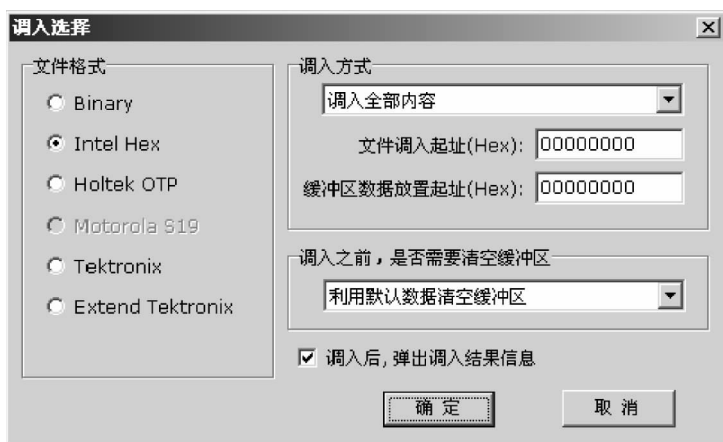 调入选择
文件格式
Binary
Intel Hex
Holtek OTP
Motorola S19
Tektronix
Extend Tektronix
调入方式
调入全部内容
文件调入起址(Hex): 00000000
缓冲区数据放置起址(Hex): 00000000
调入之前，是否需要清空缓冲区
利用默认数据清空缓冲区
调入后,弹出调入结果信息
确 定
取 消